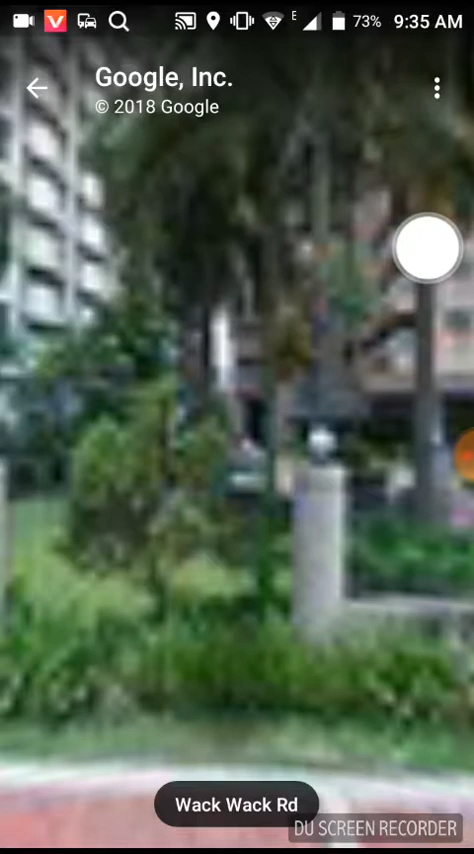 E 73% 9:35 AM
Google, Inc.
© 2018 Google
Wack Wack Rd
DU SCREEN RECORDER